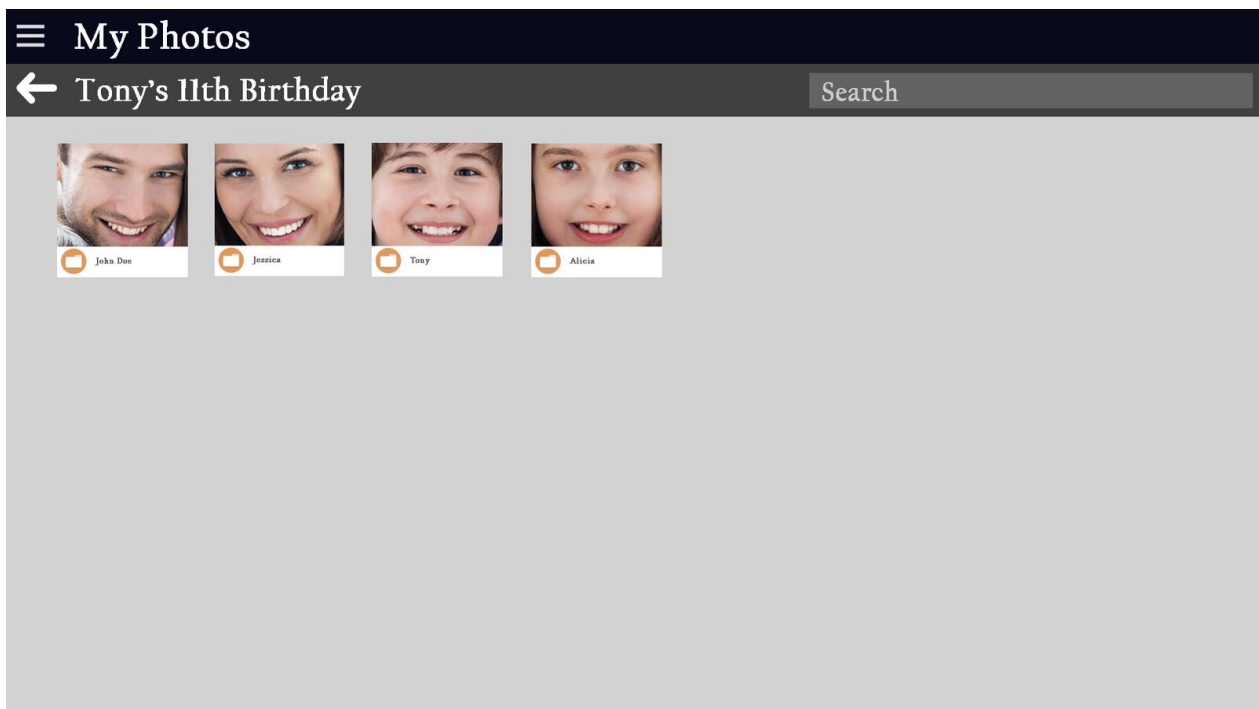 My Photos
Tony's 11th Birthday
Search
John Doe
Jessica
Tony
Alicia